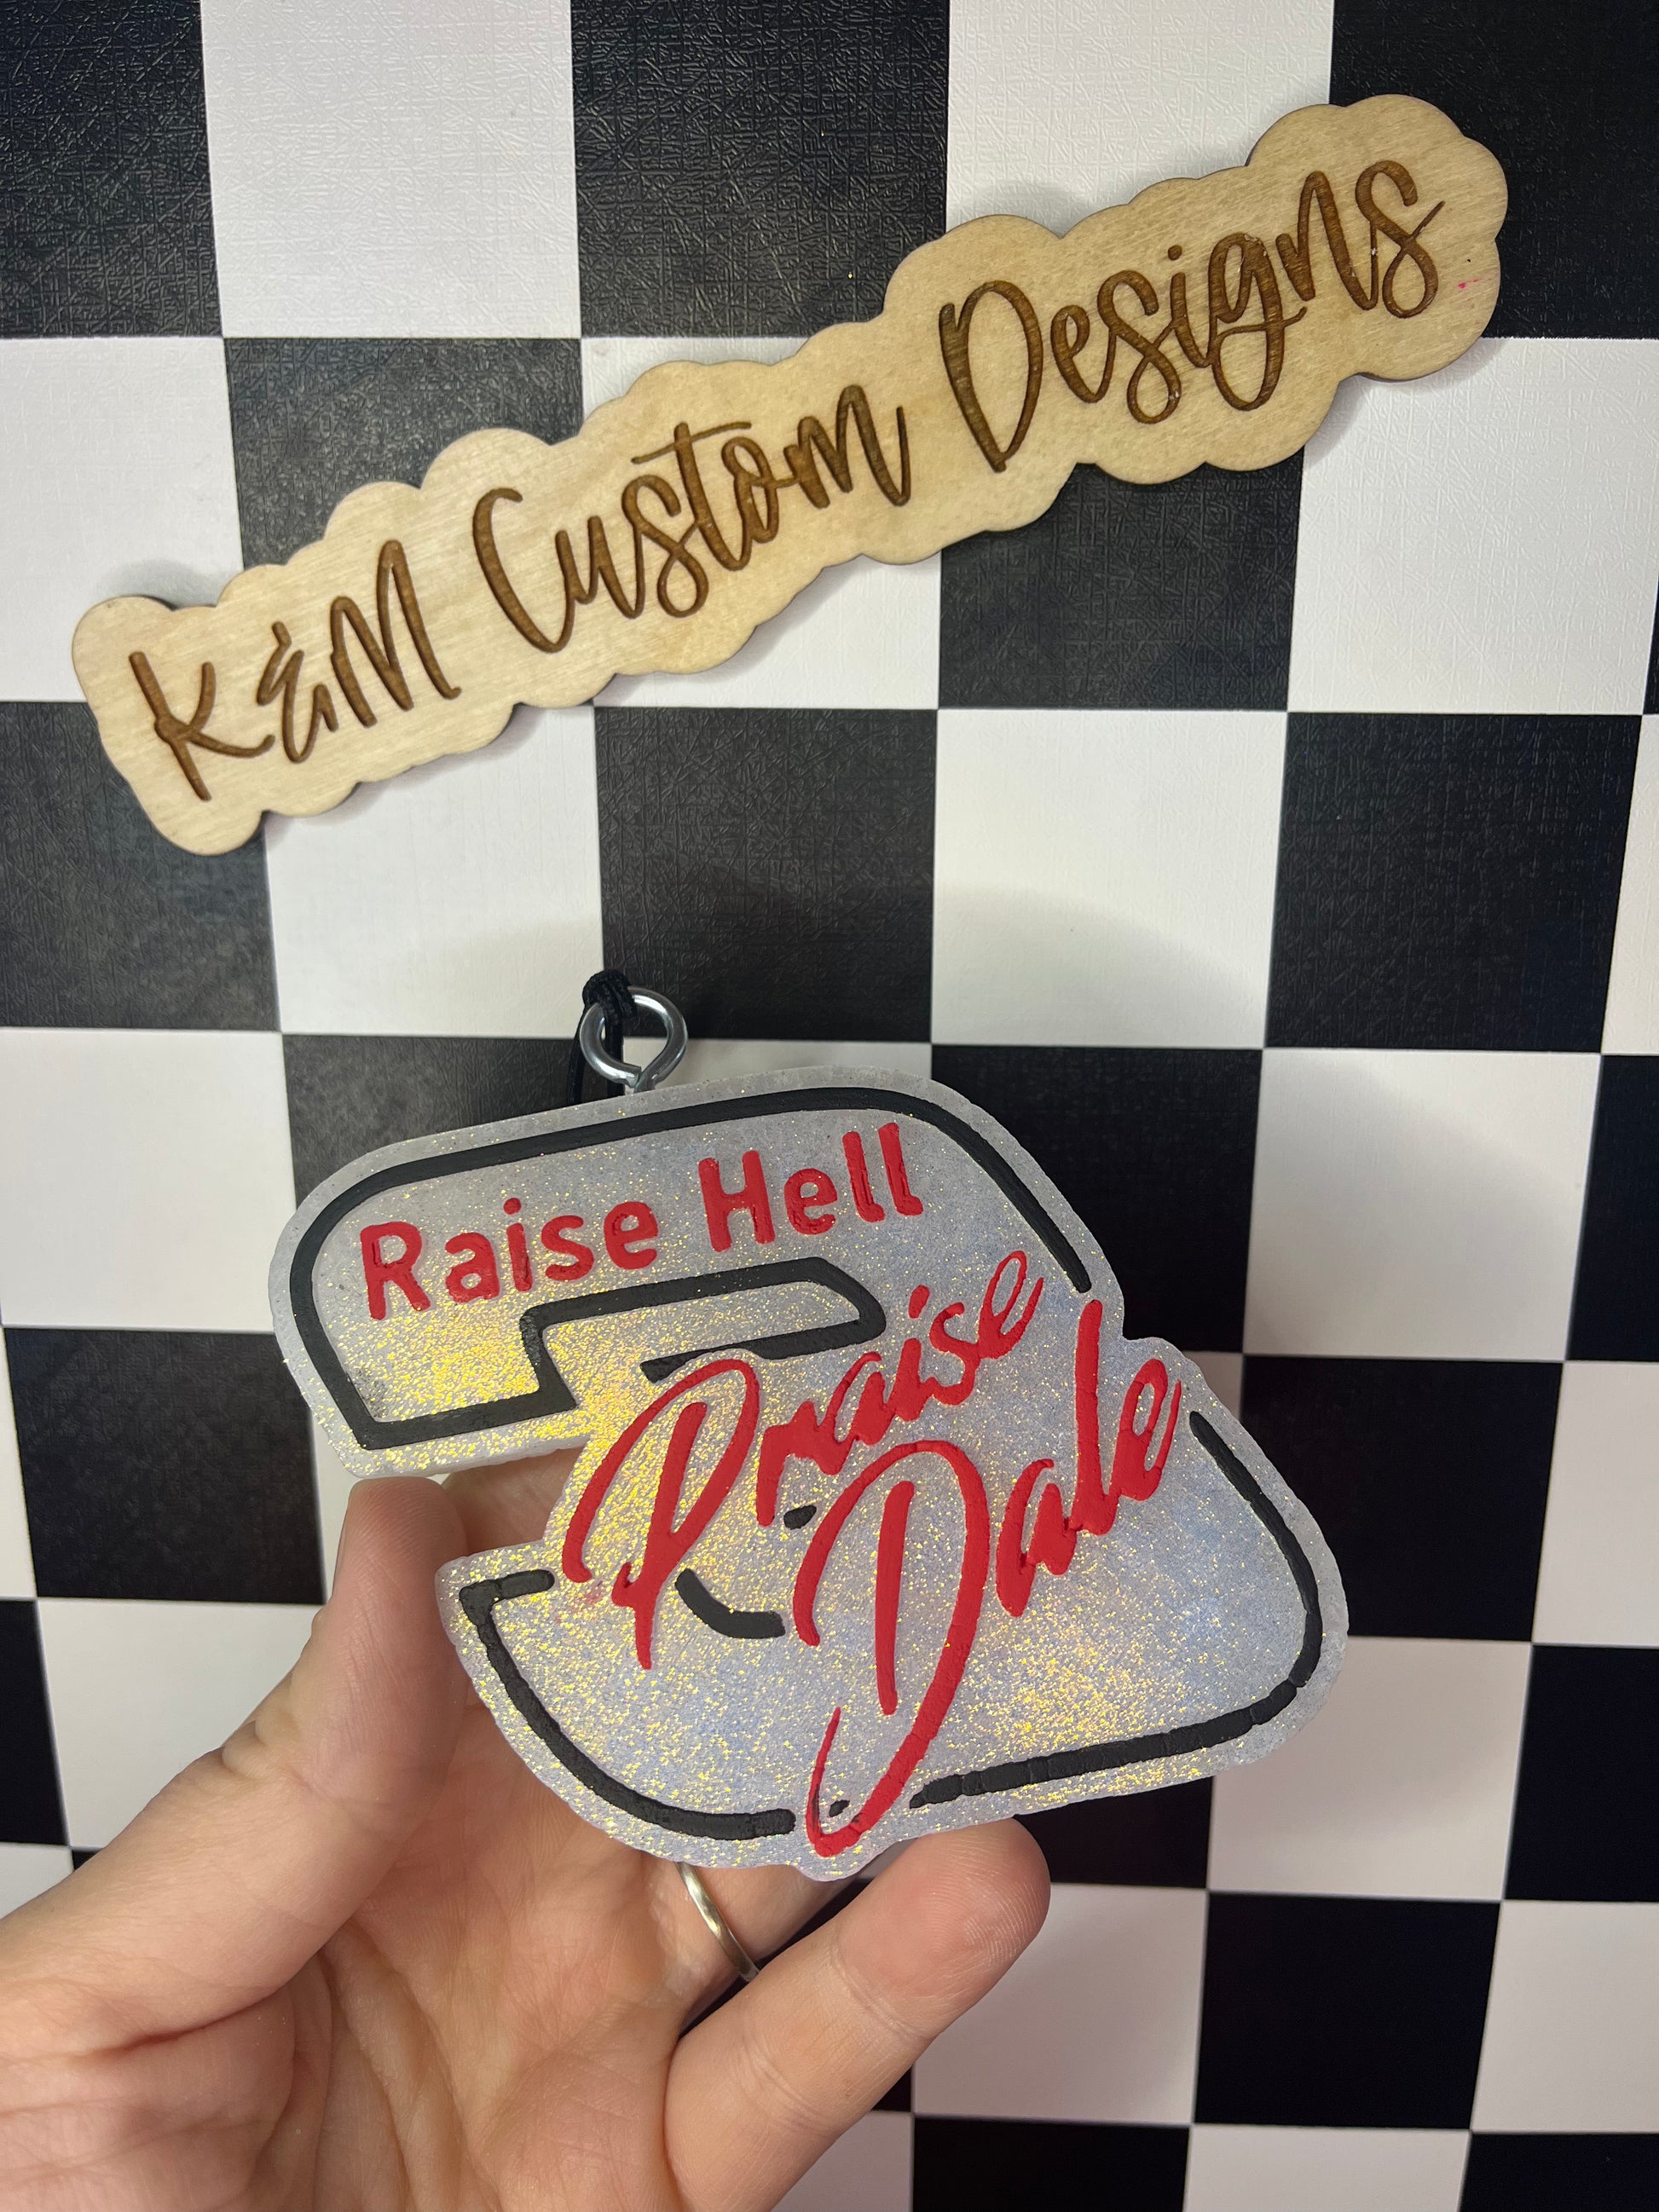 K&M Custom Designs
Raise Hell
Praise
Dale